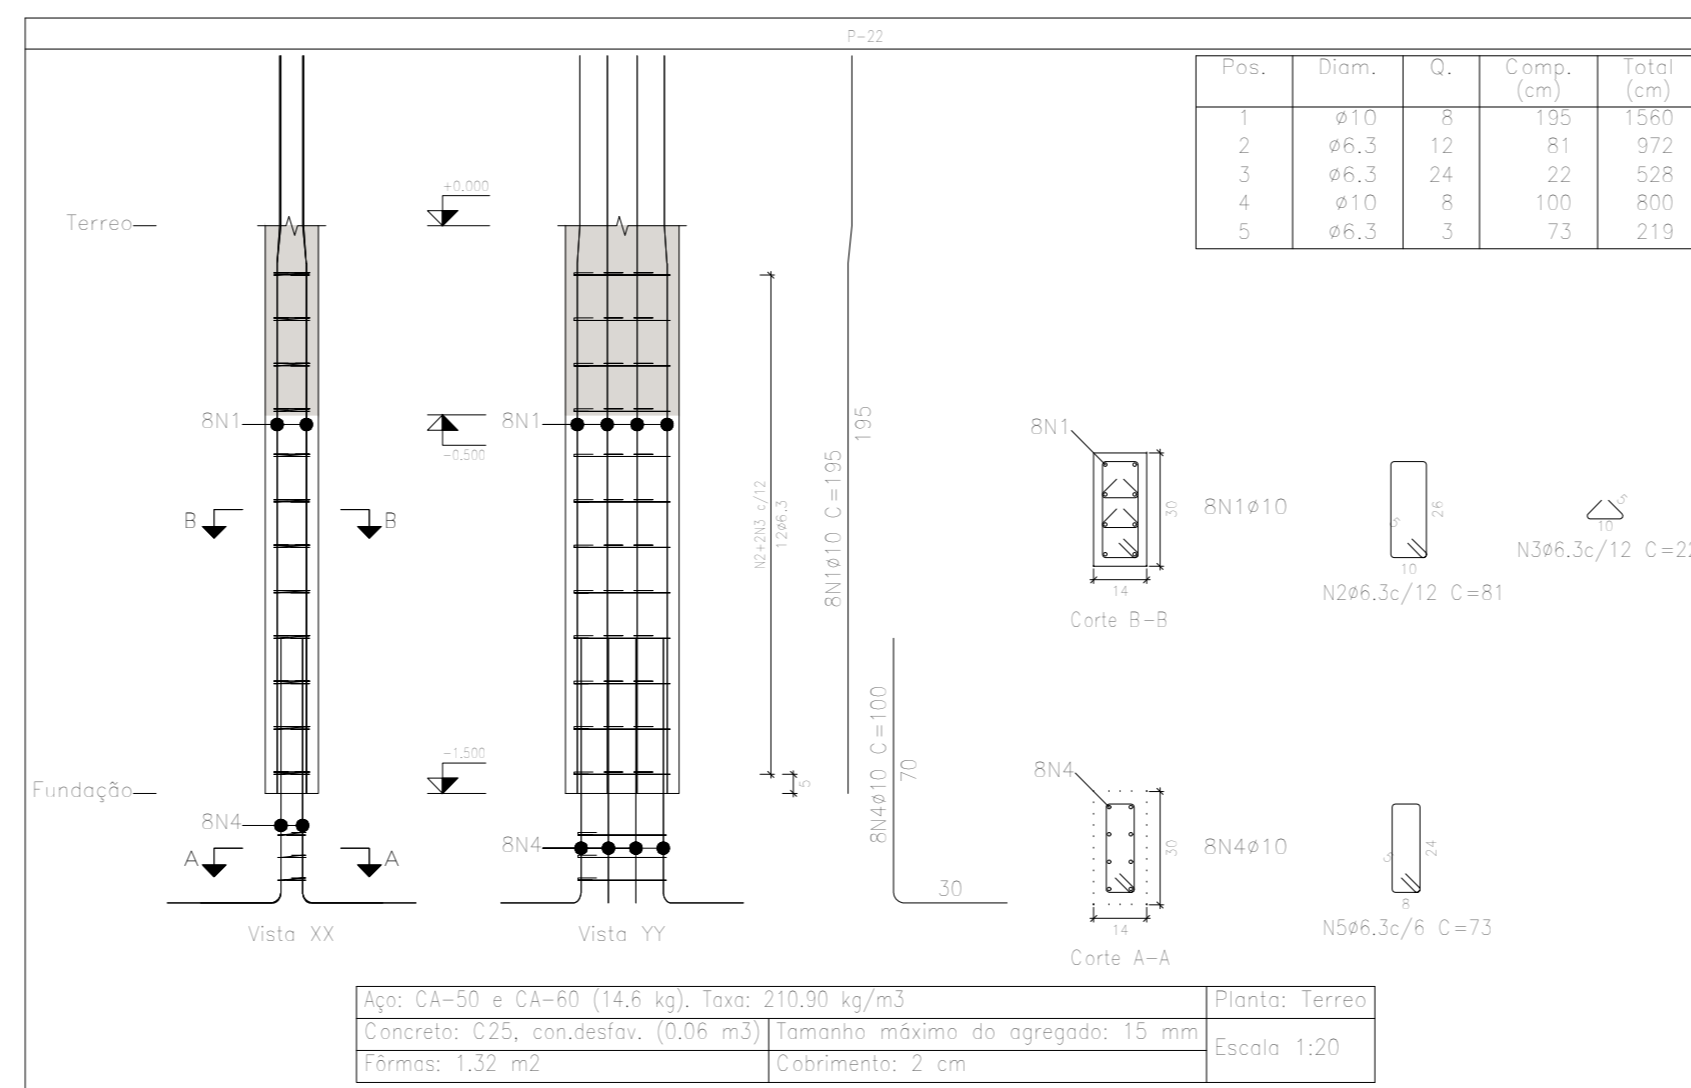 P-22
Pos. Diam. Q. Comp. (cm) Total (cm)
1 ø10 8 195 1560
2 ø6.3 12 81 972
3 ø6.3 24 22 528
4 ø10 8 100 800
5 ø6.3 3 73 219
Terreo
+0.000
8N1
8N1
-0.500
B B
N2+2N3 c/12
12ø6.3
8N1ø10 C=195
195
8N1
30
8N1ø10
14
Corte B-B
5
26
10
N2ø6.3c/12 C=81
5
10
N3ø6.3c/12 C=22
Fundação
-1.500
5
8N4ø10 C=100
70
30
8N4
8N4
A A
Vista XX
Vista YY
8N4
30
8N4ø10
14
Corte A-A
5
24
8
N5ø6.3c/6 C=73
Aço: CA-50 e CA-60 (14.6 kg). Taxa: 210.90 kg/m3
Planta: Terreo
Concreto: C25, con.desfav. (0.06 m3)
Tamanho máximo do agregado: 15 mm
Escala 1:20
Fôrmas: 1.32 m2
Cobrimento: 2 cm